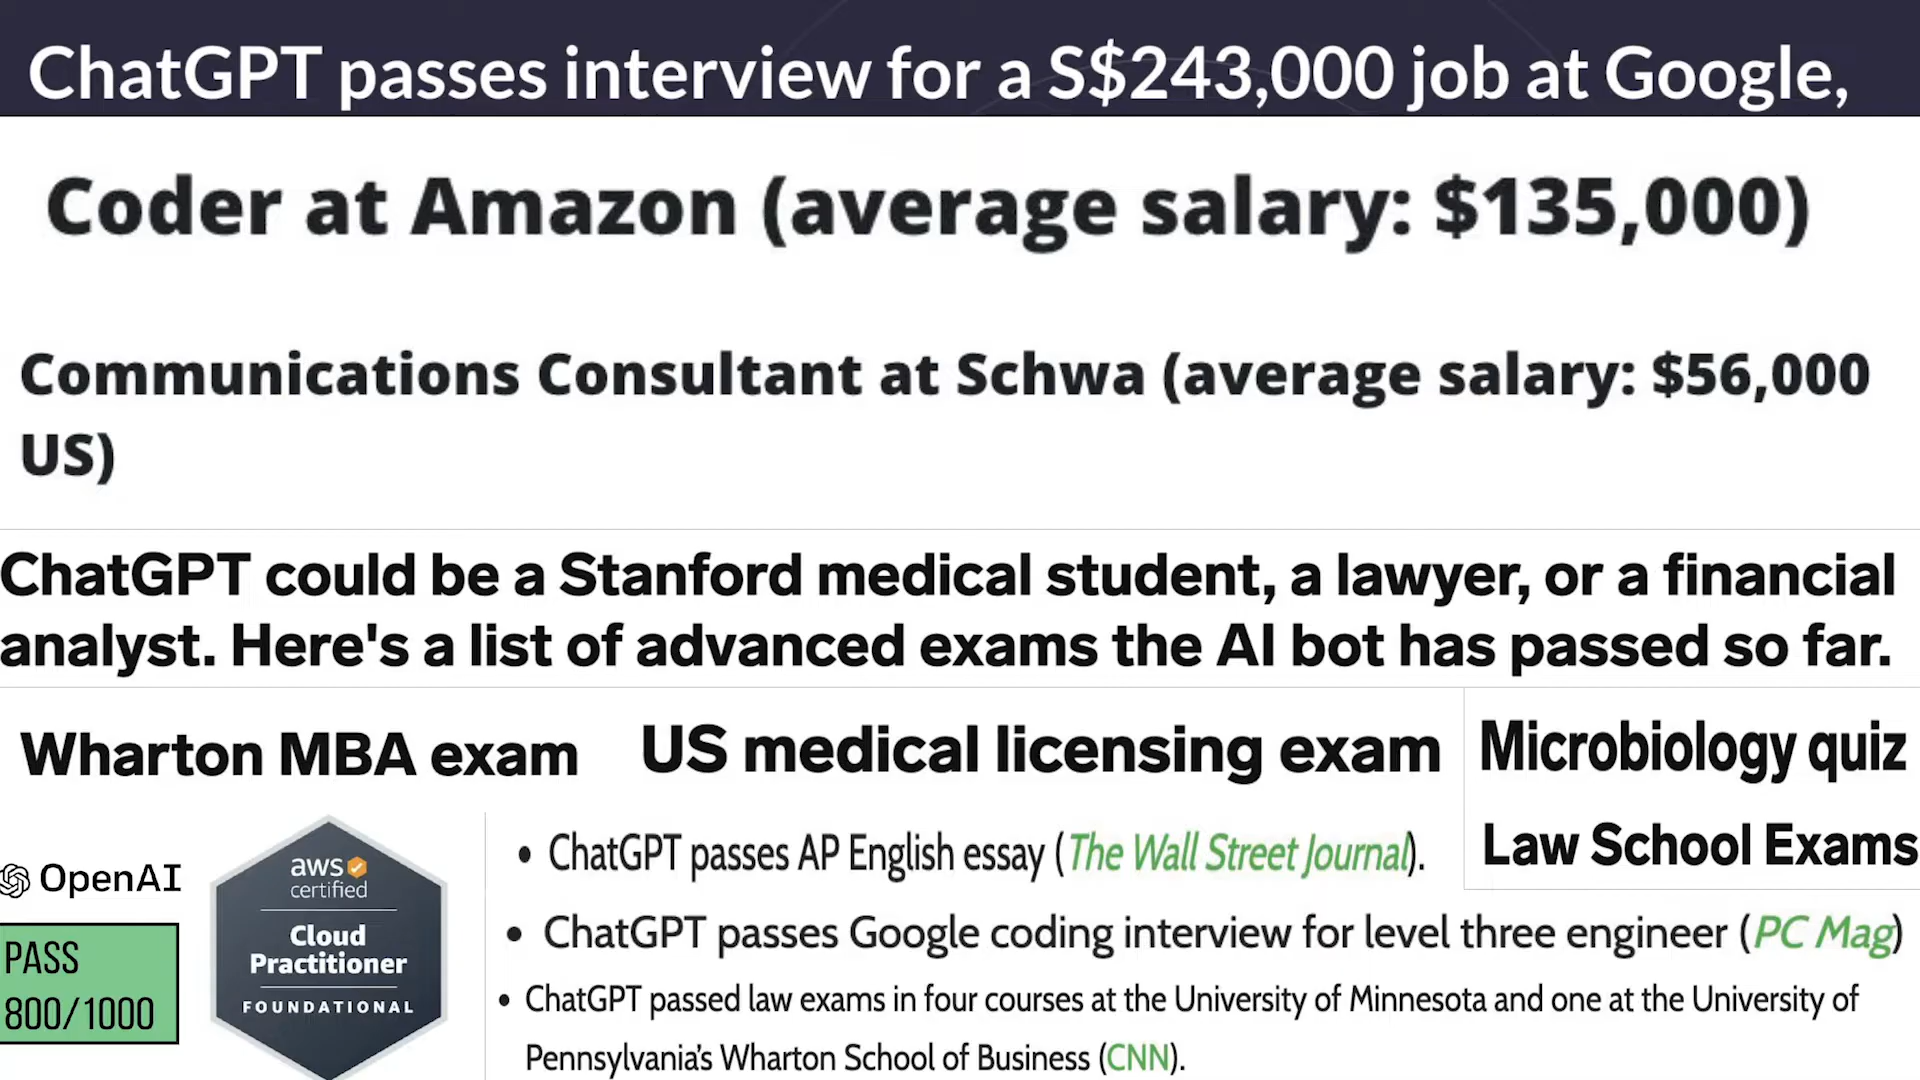 ChatGPT passes interview for a S$243,000 job at Google,
Coder at Amazon (average salary: $135,000)
Communications Consultant at Schwa (average salary: $56,000
US)
ChatGPT could be a Stanford medical student, a lawyer, or a financial
analyst. Here's a list of advanced exams the AI bot has passed so far.
Wharton MBA exam
US medical licensing exam
Microbiology quiz
Law School Exams
OpenAI
PASS
800/1000
aws
certified
Cloud
Practitioner
FOUNDATIONAL
• ChatGPT passes AP English essay (The Wall Street Journal).
• ChatGPT passes Google coding interview for level three engineer (PC Mag)
• ChatGPT passed law exams in four courses at the University of Minnesota and one at the University of
Pennsylvania's Wharton School of Business (CNN).